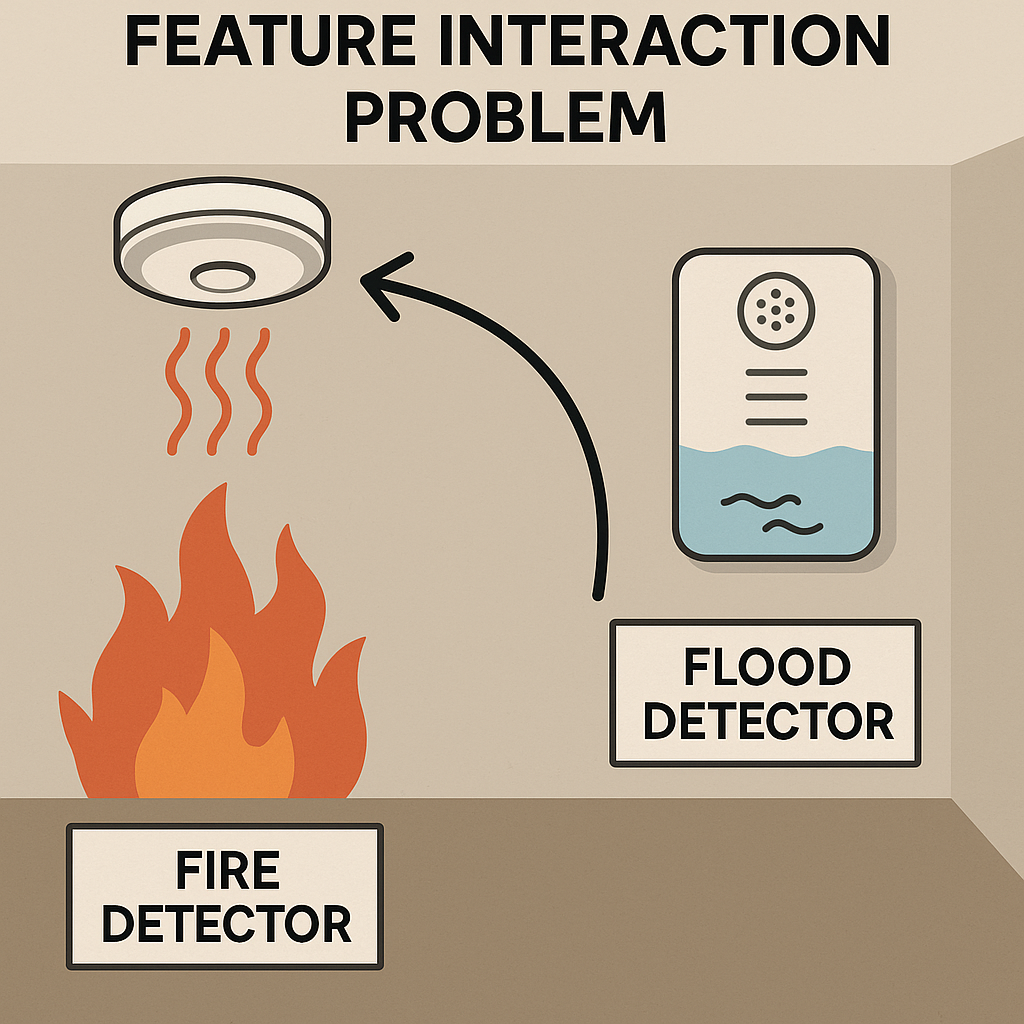 FEATURE INTERACTION
PROBLEM
FLOOD
DETECTOR
FIRE
DETECTOR